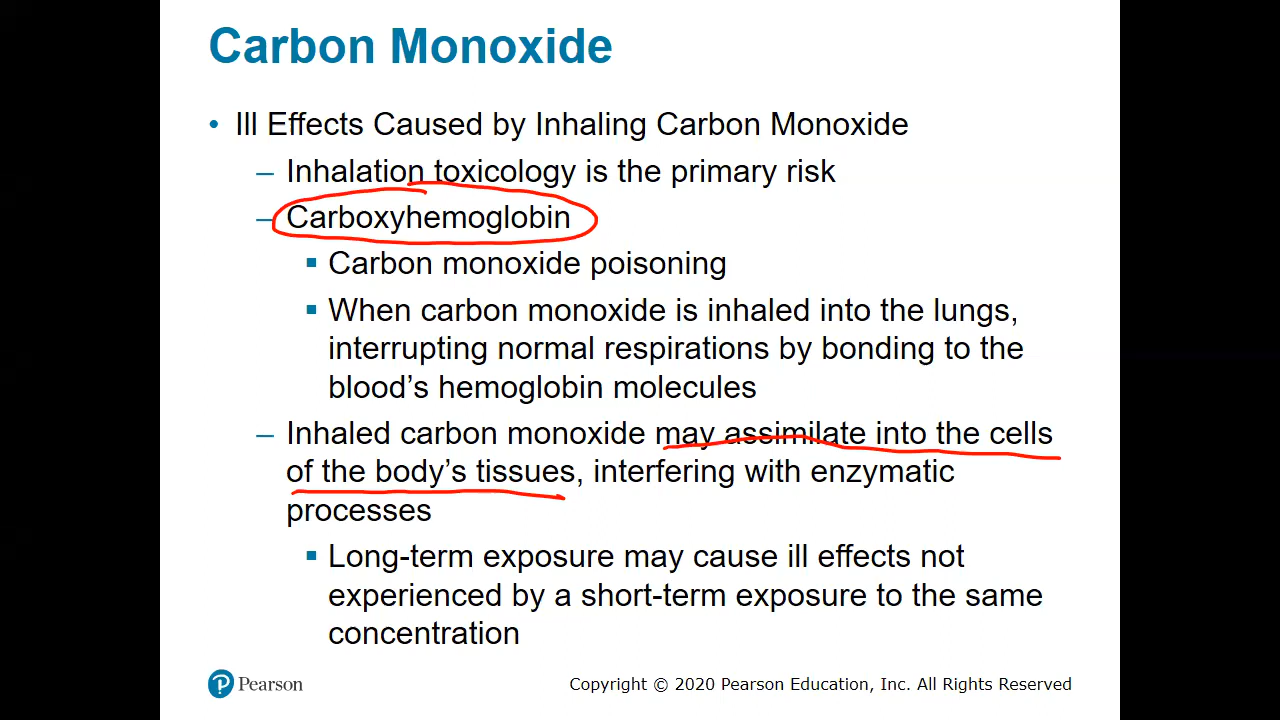 Carbon Monoxide
• Ill Effects Caused by Inhaling Carbon Monoxide
– Inhalation toxicology is the primary risk
– Carboxyhemoglobin
▪ Carbon monoxide poisoning
▪ When carbon monoxide is inhaled into the lungs,
interrupting normal respirations by bonding to the
blood’s hemoglobin molecules
– Inhaled carbon monoxide may assimilate into the cells
of the body’s tissues, interfering with enzymatic
processes
▪ Long-term exposure may cause ill effects not
experienced by a short-term exposure to the same
concentration
P Pearson
Copyright © 2020 Pearson Education, Inc. All Rights Reserved